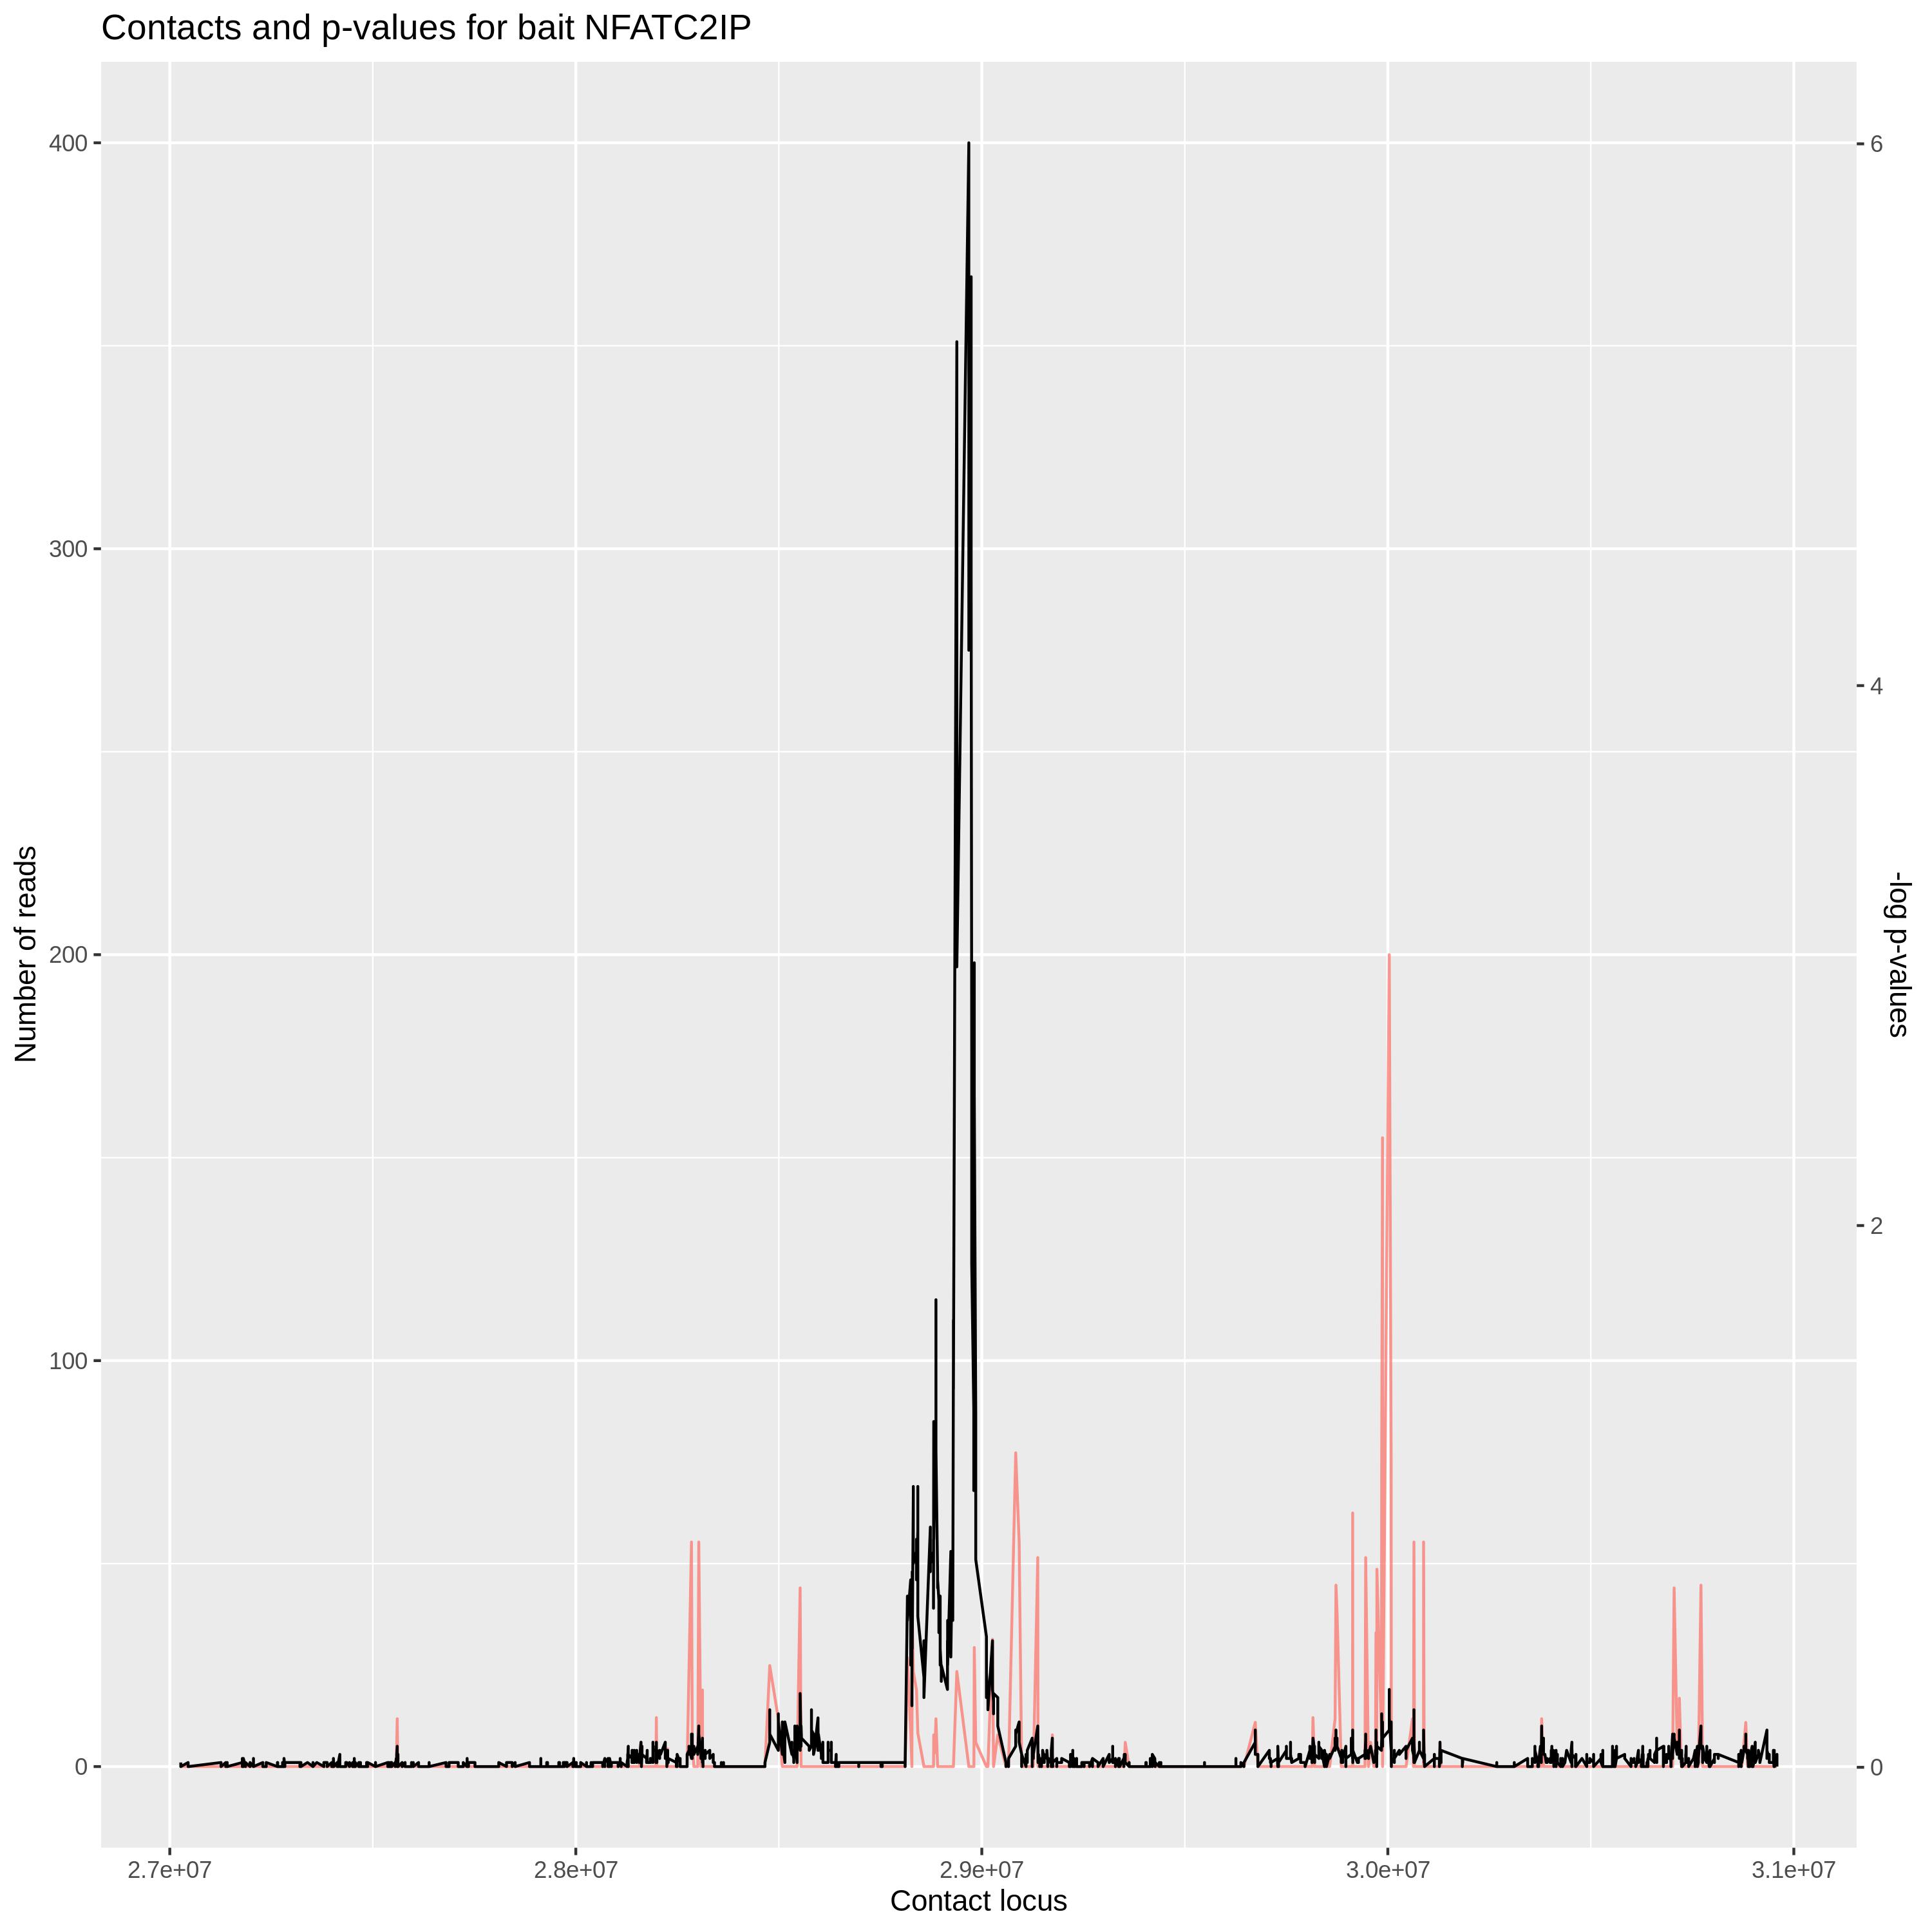 Contacts and p-values for bait NFATC2IP
400
300
200
100
0
6
4
2
0
Number of reads
-log p-values
2.7e+07
2.8e+07
2.9e+07
3.0e+07
3.1e+07
Contact locus